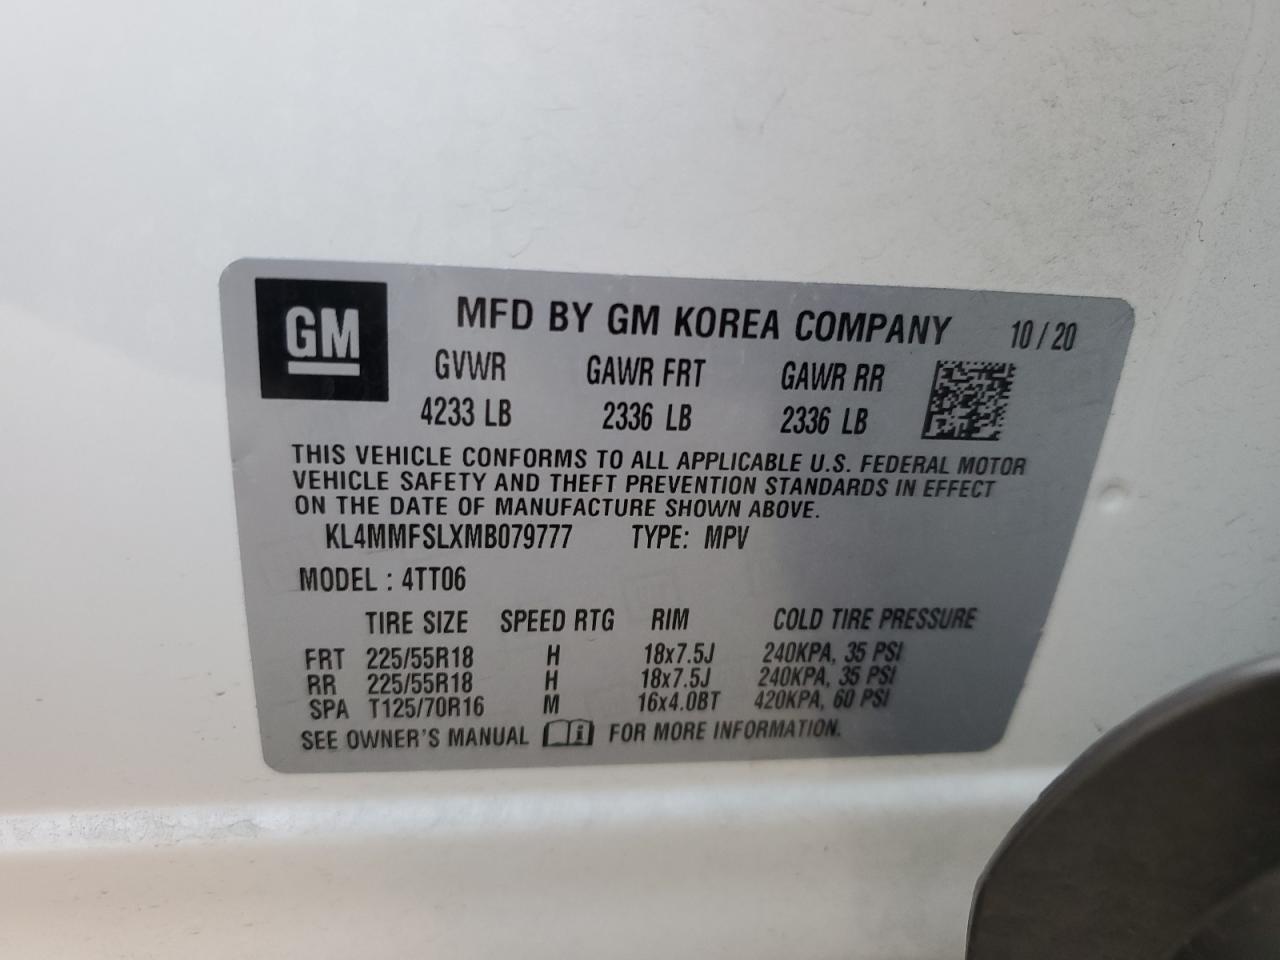 GM
MFD BY GM KOREA COMPANY 10/20
GVWR GAWR FRT GAWR RR
4233 LB 2336 LB 2336 LB
THIS VEHICLE CONFORMS TO ALL APPLICABLE U.S. FEDERAL MOTOR
VEHICLE SAFETY AND THEFT PREVENTION STANDARDS IN EFFECT
ON THE DATE OF MANUFACTURE SHOWN ABOVE.
KL4MMFSLXMB079777 TYPE: MPV
MODEL : 4TT06
TIRE SIZE SPEED RTG RIM COLD TIRE PRESSURE
FRT 225/55R18 H 18x7.5J 240KPA, 35 PSI
RR 225/55R18 H 18x7.5J 240KPA, 35 PSI
SPA T125/70R16 M 16x4.0BT 420KPA, 60 PSI
SEE OWNER'S MANUAL i FOR MORE INFORMATION.